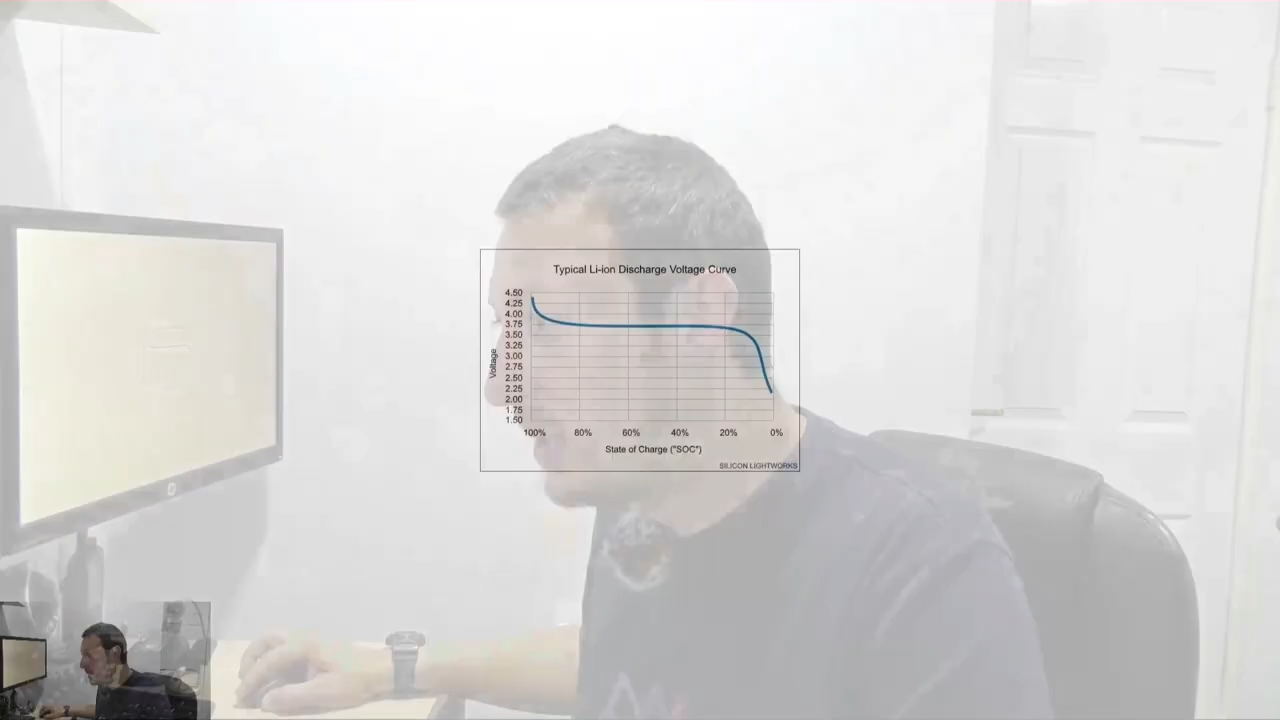 Typical Li-ion Discharge Voltage Curve
4.50
4.25
4.00
3.75
3.50
3.25
3.00
2.75
2.50
2.25
2.00
1.75
1.50
Voltage
100% 80% 60% 40% 20% 0%
State of Charge ("SOC")
SILICON LIGHTWORKS